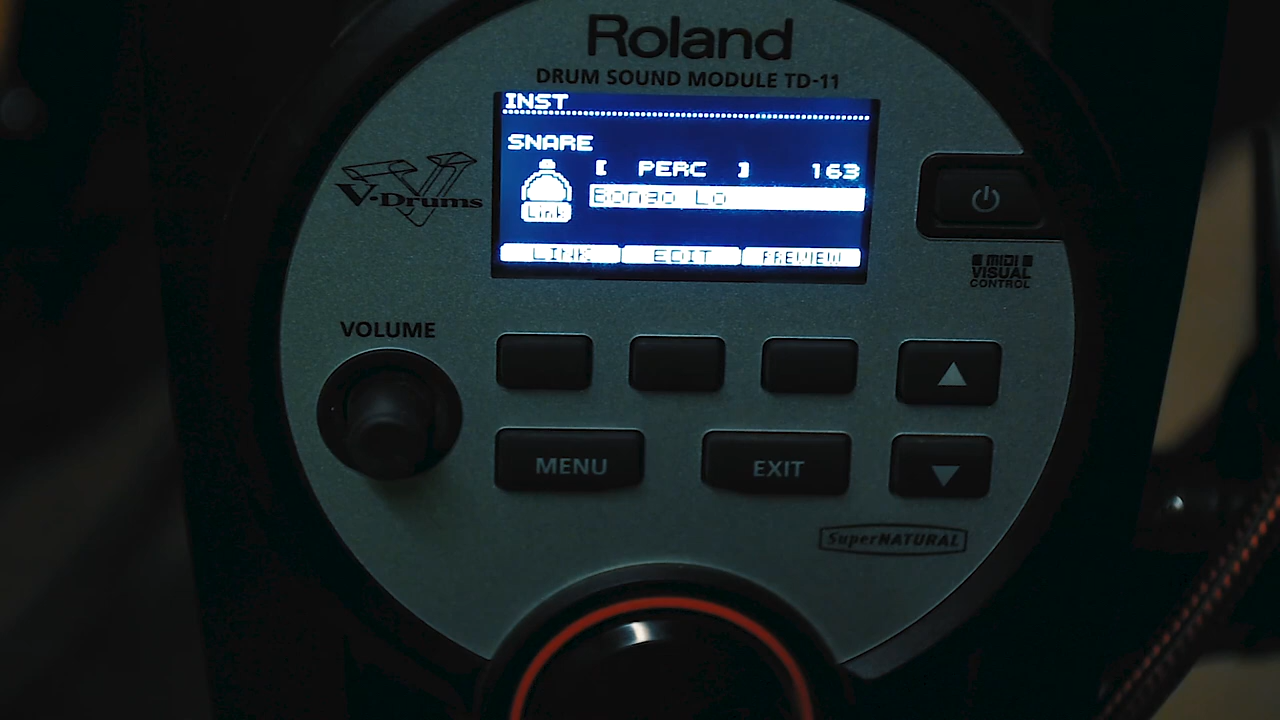 Roland
DRUM SOUND MODULE TD-11
INST
SNARE
[ PERC ] 163
Bongo Lo
Link
LINK EDIT PREVIEW
V-Drums
MIDI
VISUAL
CONTROL
VOLUME
MENU EXIT
SuperNATURAL